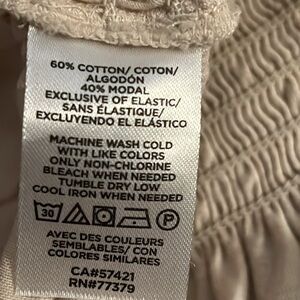 60% COTTON/ COTON/
ALGODÓN
40% MODAL
EXCLUSIVE OF ELASTIC/
SANS ÉLASTIQUE/
EXCLUYENDO EL ELÁSTICO
MACHINE WASH COLD
WITH LIKE COLORS
ONLY NON-CHLORINE
BLEACH WHEN NEEDED
TUMBLE DRY LOW
COOL IRON WHEN NEEDED
30 P
AVEC DES COULEURS
SEMBLABLES/ CON
COLORES SIMILARES
CA#57421
RN#77379